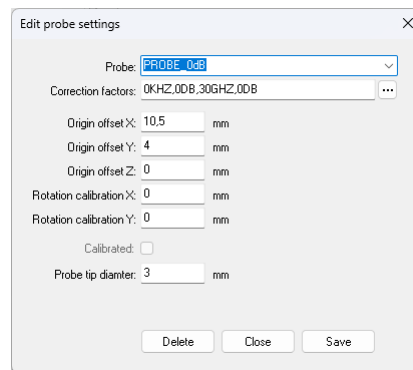 Edit probe settings
Probe: PROBE_0dB
Correction factors: 0KHZ,0DB,30GHZ,0DB ...
Origin offset X: 10,5 mm
Origin offset Y: 4 mm
Origin offset Z: 0 mm
Rotation calibration X: 0 mm
Rotation calibration Y: 0 mm
Calibrated:
Probe tip diamter: 3 mm
Delete Close Save